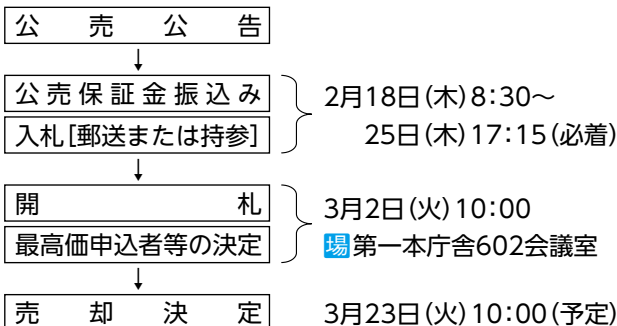 公売公告
↓
公売保証金振込み
入札[郵送または持参]
2月18日(木)8:30～
25日(木)17:15(必着)
↓
開札
最高価申込者等の決定
3月2日(火)10:00
場第一本庁舎602会議室
↓
売却決定
3月23日(火)10:00(予定)